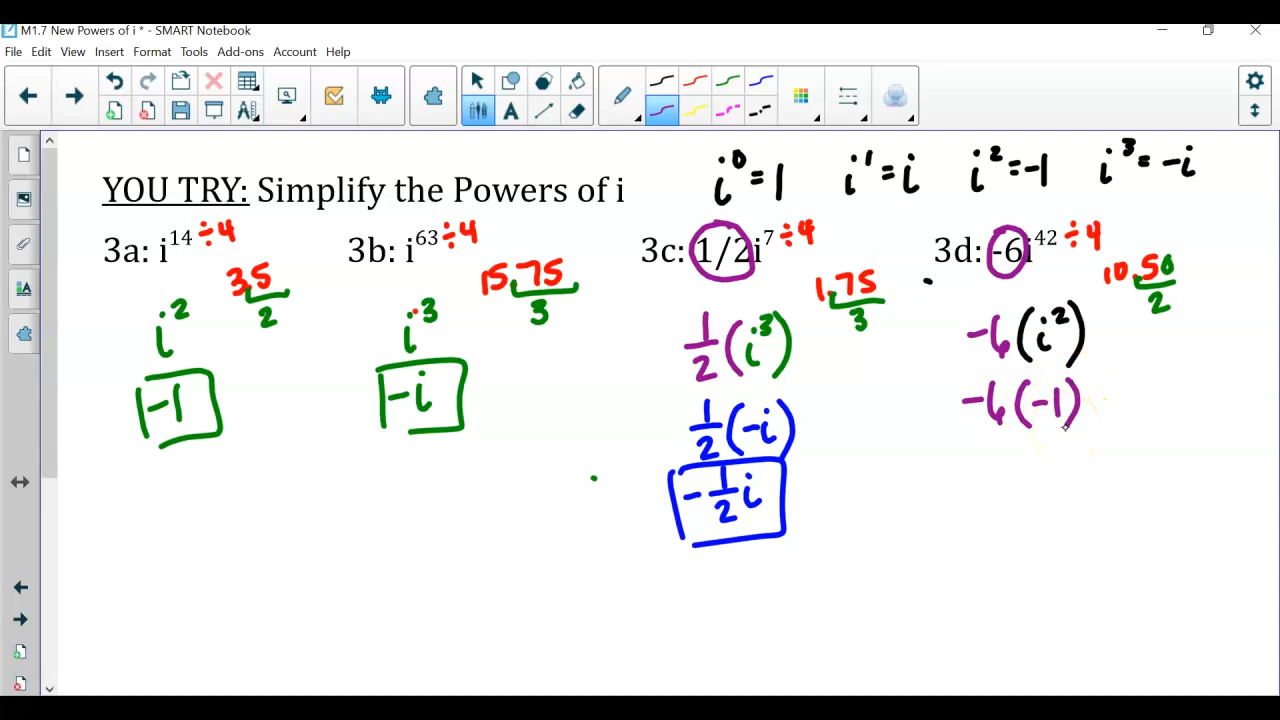 M1.7 New Powers of i * - SMART Notebook
File Edit View Insert Format Tools Add-ons Account Help
i⁰ = 1 i¹ = i i² = -1 i³ = -i
YOU TRY: Simplify the Powers of i
3a: i¹⁴ ÷4 3b: i⁶³ ÷4 3c: 1/2i⁷ ÷4 3d: -6i⁴² ÷4
3.5 15.75 1.75 10.50
2 3 3 2
i² i³ 1/2 (i³) -6(i²)
-1 -i 1/2 (-i) -6(-1)
-1/2 i